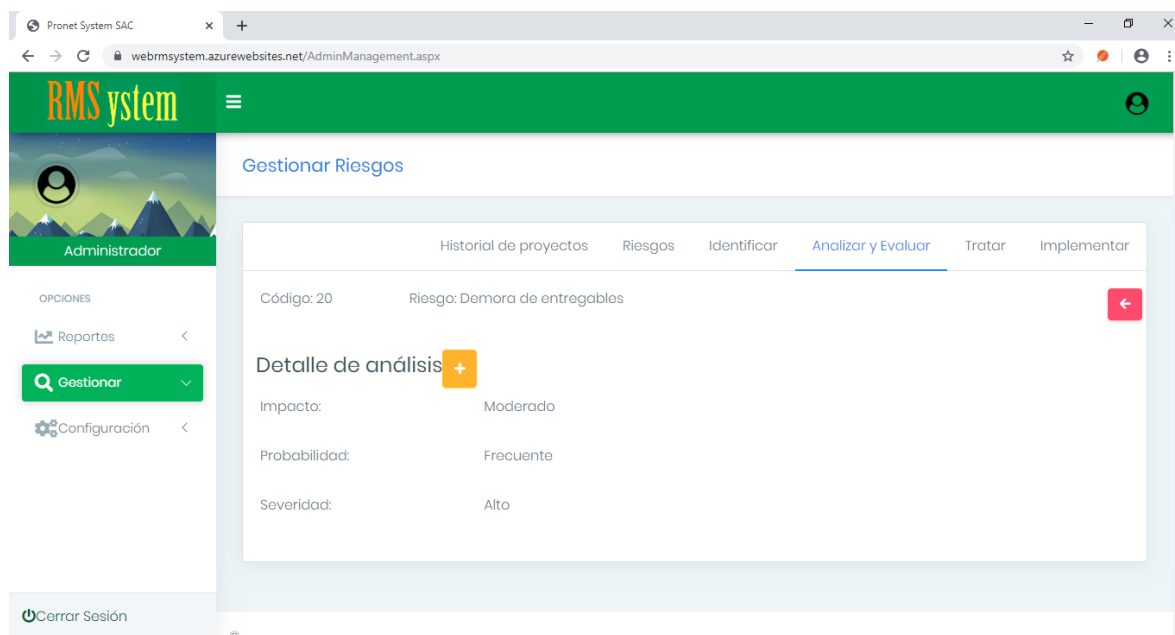 Pronet System SAC
webrmsystem.azurewebsites.net/AdminManagement.aspx
RMSystem
Gestionar Riesgos
Administrador
Historial de proyectos Riesgos Identificar Analizar y Evaluar Tratar Implementar
OPCIONES
Código: 20 Riesgo: Demora de entregables
Reportes
Detalle de análisis +
Gestionar
Impacto: Moderado
Configuración
Probabilidad: Frecuente
Severidad: Alto
Cerrar Sesión